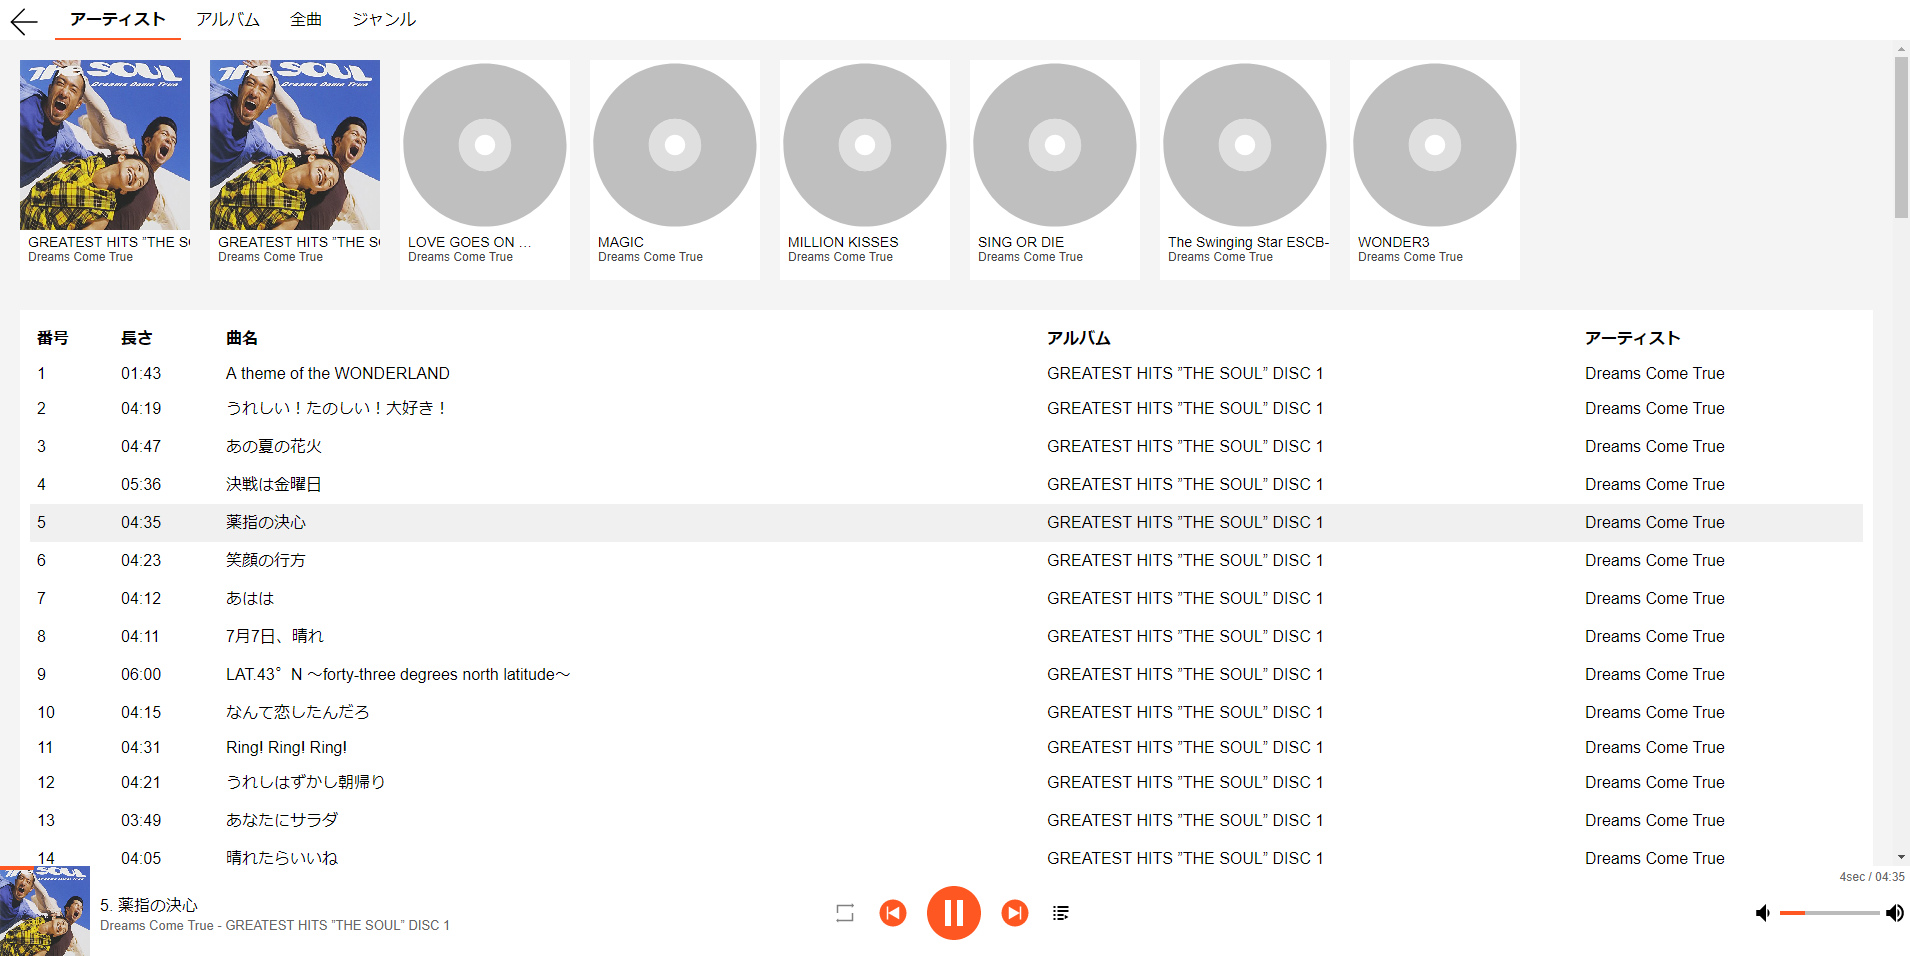 アーティスト アルバム 全曲 ジャンル
The SOUL
Dreams Come True
The SOUL
Dreams Come True
GREATEST HITS ”THE S
Dreams Come True
GREATEST HITS ”THE S
Dreams Come True
LOVE GOES ON …
Dreams Come True
MAGIC
Dreams Come True
MILLION KISSES
Dreams Come True
SING OR DIE
Dreams Come True
The Swinging Star ESCB-
Dreams Come True
WONDER3
Dreams Come True
番号 長さ 曲名 アルバム アーティスト
1 01:43 A theme of the WONDERLAND GREATEST HITS ”THE SOUL” DISC 1 Dreams Come True
2 04:19 うれしい！たのしい！大好き！ GREATEST HITS ”THE SOUL” DISC 1 Dreams Come True
3 04:47 あの夏の花火 GREATEST HITS ”THE SOUL” DISC 1 Dreams Come True
4 05:36 決戦は金曜日 GREATEST HITS ”THE SOUL” DISC 1 Dreams Come True
5 04:35 薬指の決心 GREATEST HITS ”THE SOUL” DISC 1 Dreams Come True
6 04:23 笑顔の行方 GREATEST HITS ”THE SOUL” DISC 1 Dreams Come True
7 04:12 あはは GREATEST HITS ”THE SOUL” DISC 1 Dreams Come True
8 04:11 7月7日、晴れ GREATEST HITS ”THE SOUL” DISC 1 Dreams Come True
9 06:00 LAT.43°N ～forty-three degrees north latitude～ GREATEST HITS ”THE SOUL” DISC 1 Dreams Come True
10 04:15 なんて恋したんだろ GREATEST HITS ”THE SOUL” DISC 1 Dreams Come True
11 04:31 Ring! Ring! Ring! GREATEST HITS ”THE SOUL” DISC 1 Dreams Come True
12 04:21 うれしはずかし朝帰り GREATEST HITS ”THE SOUL” DISC 1 Dreams Come True
13 03:49 あなたにサラダ GREATEST HITS ”THE SOUL” DISC 1 Dreams Come True
14 04:05 晴れたらいいね GREATEST HITS ”THE SOUL” DISC 1 Dreams Come True
4sec / 04:35
The SOUL
5. 薬指の決心
Dreams Come True - GREATEST HITS ”THE SOUL” DISC 1